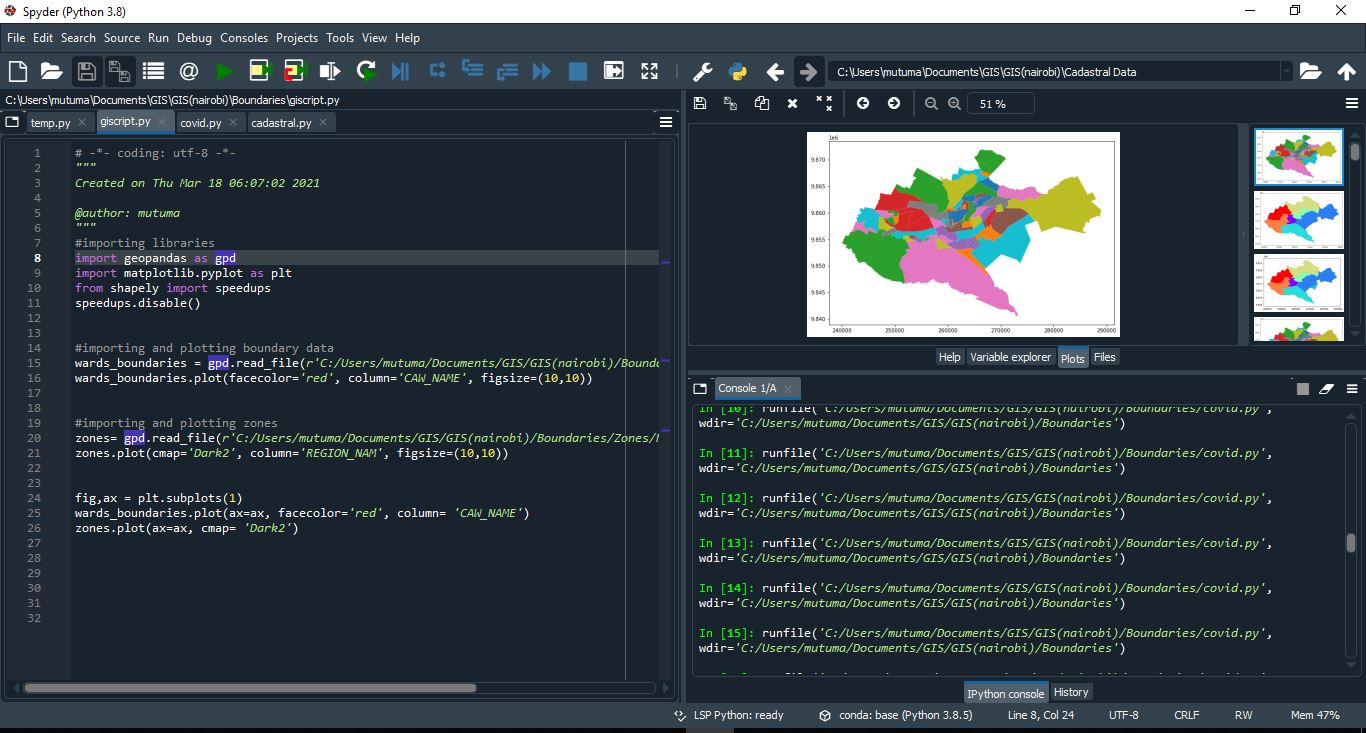 Spyder (Python 3.8)
File Edit Search Source Run Debug Consoles Projects Tools View Help
C:\Users\mutuma\Documents\GIS\GIS(nairobi)\Cadastral Data
C:\Users\mutuma\Documents\GIS\GIS(nairobi)\Boundaries\giscript.py
temp.py giscript.py covid.py cadastral.py
1 # -*- coding: utf-8 -*-
2 """
3 Created on Thu Mar 18 06:07:02 2021
4
5 @author: mutuma
6 """
7 #importing libraries
8 import geopandas as gpd
9 import matplotlib.pyplot as plt
10 from shapely import speedups
11 speedups.disable()
12
13
14 #importing and plotting boundary data
15 wards_boundaries = gpd.read_file(r'C:/Users/mutuma/Documents/GIS/GIS(nairobi)/Bounda
16 wards_boundaries.plot(facecolor='red', column='CAW_NAME', figsize=(10,10))
17
18
19 #importing and plotting zones
20 zones= gpd.read_file(r'C:/Users/mutuma/Documents/GIS/GIS(nairobi)/Boundaries/Zones/
21 zones.plot(cmap='Dark2', column='REGION_NAM', figsize=(10,10))
22
23
24 fig,ax = plt.subplots(1)
25 wards_boundaries.plot(ax=ax, facecolor='red', column= 'CAW_NAME')
26 zones.plot(ax=ax, cmap= 'Dark2')
27
28
29
30
31
32
51 %
1e6
9.870
9.865
9.860
9.855
9.850
9.845
9.840
240000 250000 260000 270000 280000 290000
Help Variable explorer Plots Files
Console 1/A
In [10]: runfile('C:/Users/mutuma/Documents/GIS/GIS(nairobi)/Boundaries/covid.py',
wdir='C:/Users/mutuma/Documents/GIS/GIS(nairobi)/Boundaries')
In [11]: runfile('C:/Users/mutuma/Documents/GIS/GIS(nairobi)/Boundaries/covid.py',
wdir='C:/Users/mutuma/Documents/GIS/GIS(nairobi)/Boundaries')
In [12]: runfile('C:/Users/mutuma/Documents/GIS/GIS(nairobi)/Boundaries/covid.py',
wdir='C:/Users/mutuma/Documents/GIS/GIS(nairobi)/Boundaries')
In [13]: runfile('C:/Users/mutuma/Documents/GIS/GIS(nairobi)/Boundaries/covid.py',
wdir='C:/Users/mutuma/Documents/GIS/GIS(nairobi)/Boundaries')
In [14]: runfile('C:/Users/mutuma/Documents/GIS/GIS(nairobi)/Boundaries/covid.py',
wdir='C:/Users/mutuma/Documents/GIS/GIS(nairobi)/Boundaries')
In [15]: runfile('C:/Users/mutuma/Documents/GIS/GIS(nairobi)/Boundaries/covid.py',
wdir='C:/Users/mutuma/Documents/GIS/GIS(nairobi)/Boundaries')
IPython console History
LSP Python: ready conda: base (Python 3.8.5) Line 8, Col 24 UTF-8 CRLF RW Mem 47%